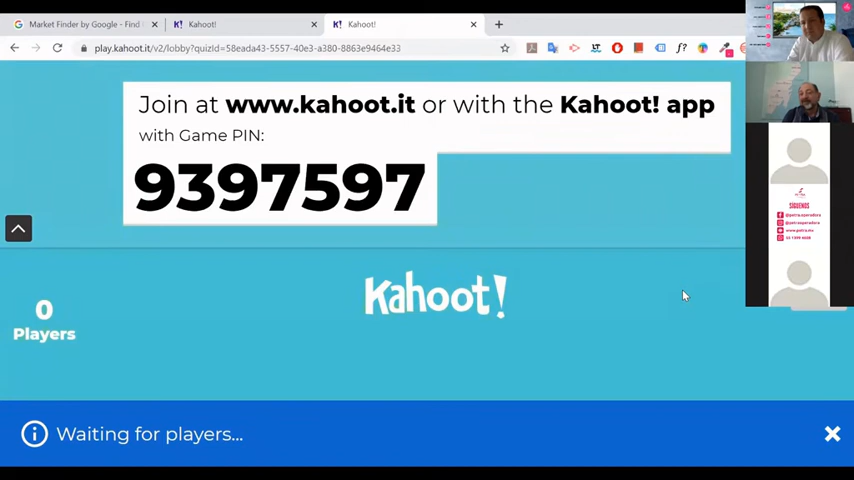 Market Finder by Google - Find
Kahoot!
Kahoot!
play.kahoot.it/v2/lobby?quizId=58eada43-5557-40e3-a380-8863e9464e33
Join at www.kahoot.it or with the Kahoot! app
with Game PIN:
9397597
Kahoot!
0
Players
Waiting for players...
SÍGUENOS